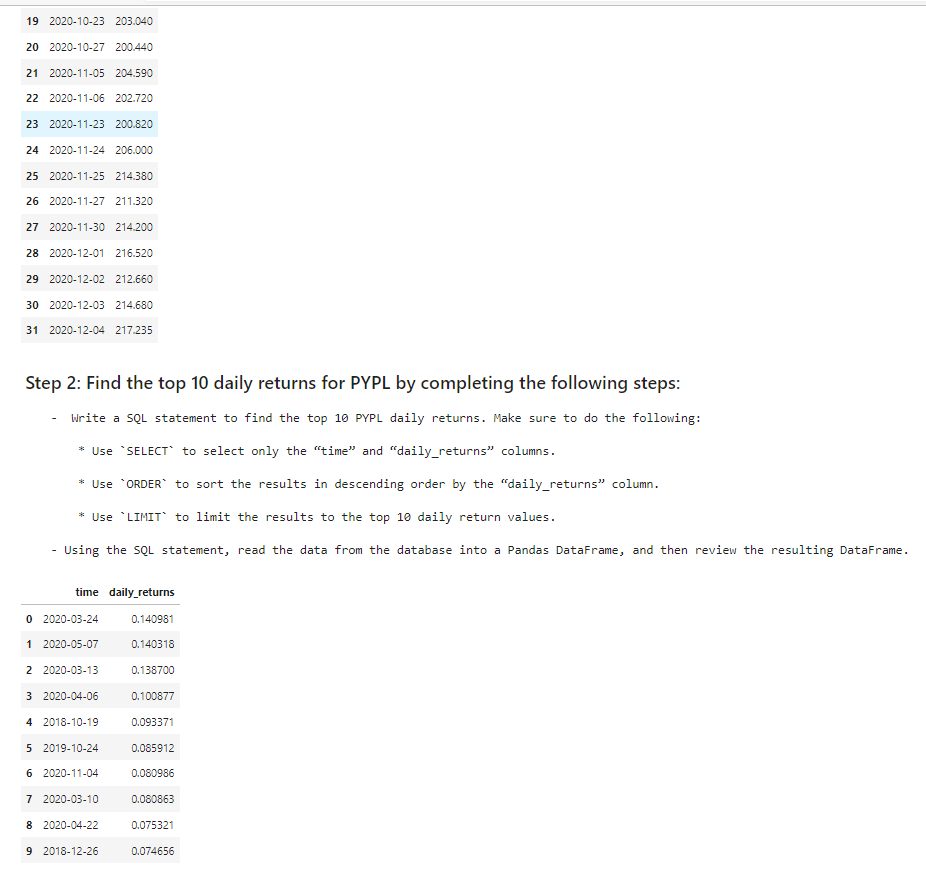 19 2020-10-23 203.040
20 2020-10-27 200.440
21 2020-11-05 204.590
22 2020-11-06 202.720
23 2020-11-23 200.820
24 2020-11-24 206.000
25 2020-11-25 214.380
26 2020-11-27 211.320
27 2020-11-30 214.200
28 2020-12-01 216.520
29 2020-12-02 212.660
30 2020-12-03 214.680
31 2020-12-04 217.235
Step 2: Find the top 10 daily returns for PYPL by completing the following steps:
- Write a SQL statement to find the top 10 PYPL daily returns. Make sure to do the following:
* Use `SELECT` to select only the “time” and “daily_returns” columns.
* Use `ORDER` to sort the results in descending order by the “daily_returns” column.
* Use `LIMIT` to limit the results to the top 10 daily return values.
- Using the SQL statement, read the data from the database into a Pandas DataFrame, and then review the resulting DataFrame.
time daily_returns
0 2020-03-24 0.140981
1 2020-05-07 0.140318
2 2020-03-13 0.138700
3 2020-04-06 0.100877
4 2018-10-19 0.093371
5 2019-10-24 0.085912
6 2020-11-04 0.080986
7 2020-03-10 0.080863
8 2020-04-22 0.075321
9 2018-12-26 0.074656